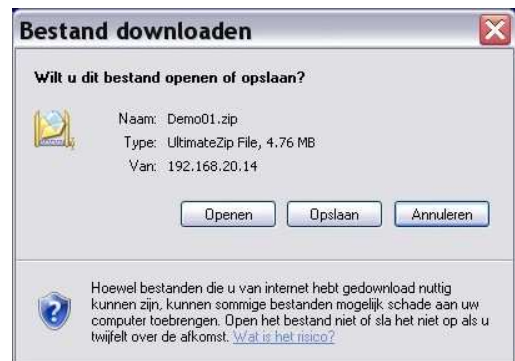 Bestand downloaden
Wilt u dit bestand openen of opslaan?
Naam: Demo01.zip
Type: UltimateZip File, 4.76 MB
Van: 192.168.20.14
Openen Opslaan Annuleren
Hoewel bestanden die u van internet hebt gedownload nuttig
kunnen zijn, kunnen sommige bestanden mogelijk schade aan uw
computer toebrengen. Open het bestand niet of sla het niet op als u
twijfelt over de afkomst. Wat is het risico?